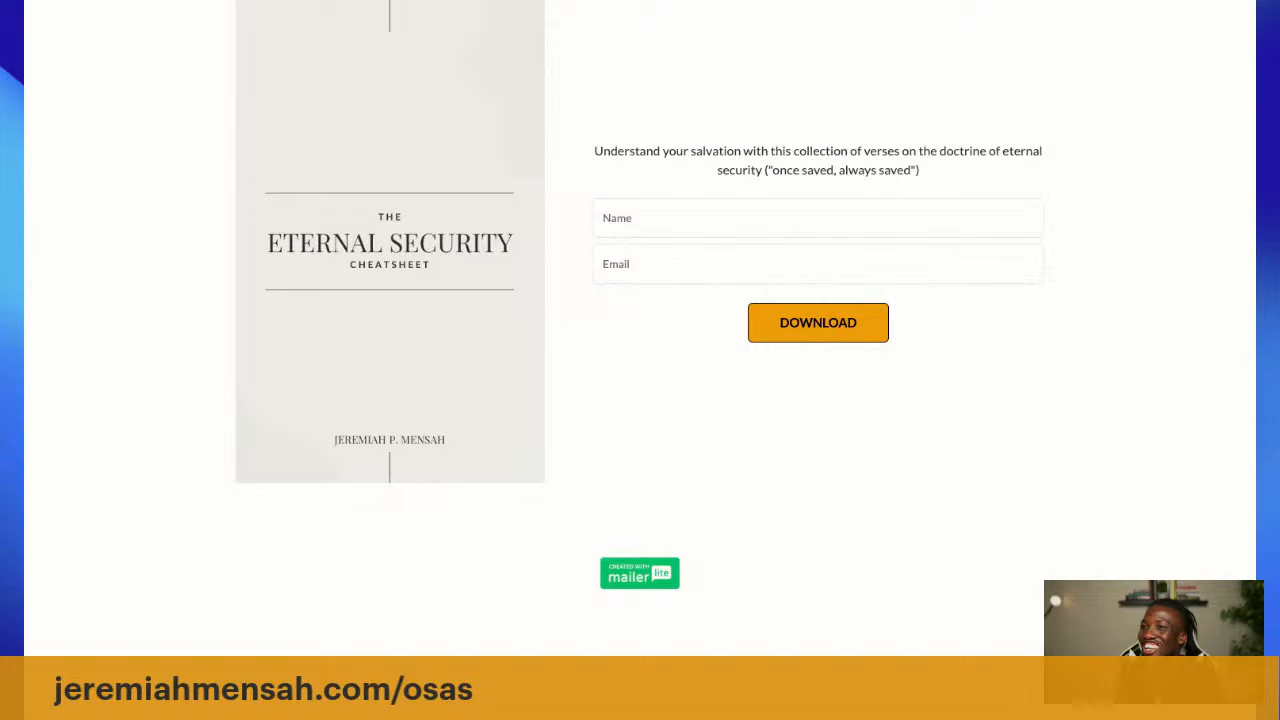 THE
ETERNAL SECURITY
CHEATSHEET
JEREMIAH P. MENSAH
Understand your salvation with this collection of verses on the doctrine of eternal
security ("once saved, always saved")
Name
Email
DOWNLOAD
CREATED WITH
mailer lite
jeremiahmensah.com/osas